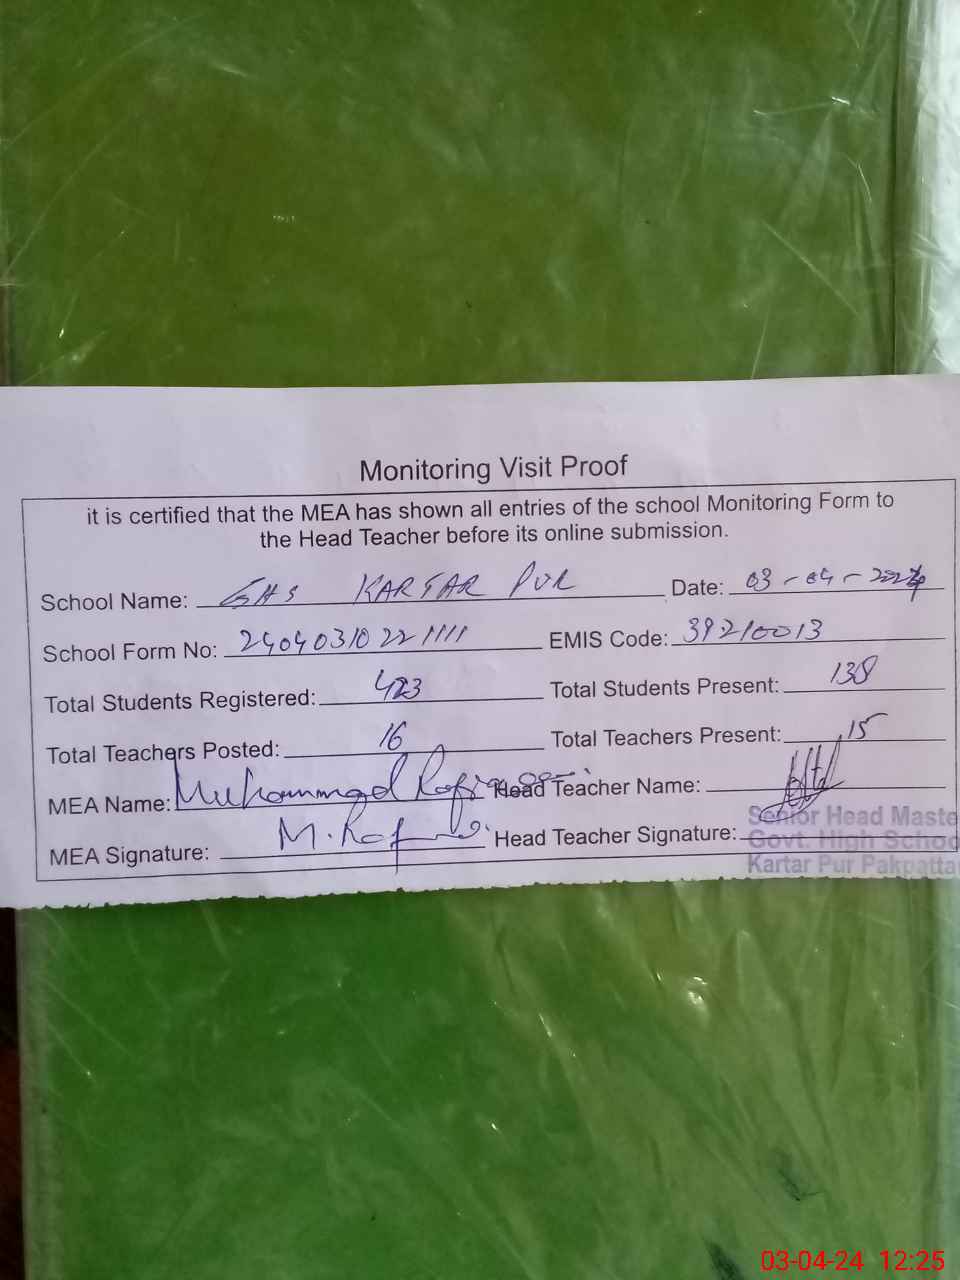 Monitoring Visit Proof
it is certified that the MEA has shown all entries of the school Monitoring Form to
the Head Teacher before its online submission.
School Name: GHS KARTAR PUR Date: 03-04-2024
School Form No: 24040310221111 EMIS Code: 39210013
Total Students Registered: 423 Total Students Present: 138
Total Teachers Posted: 16 Total Teachers Present: 15
MEA Name: Muhammad Head Teacher Name:
MEA Signature: Head Teacher Signature:
Senior Head Maste
Govt. High Schoo
Kartar Pur Pakpatta
03-04-24 12:25